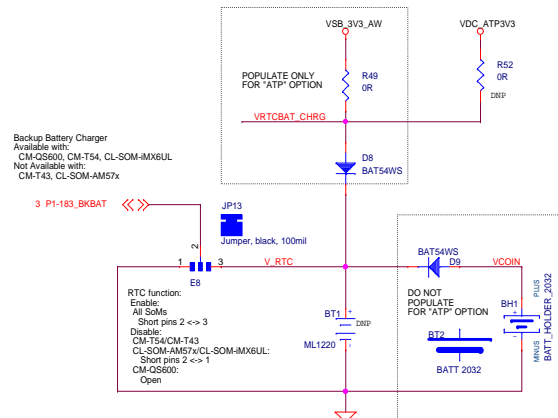 VSB_3V3_AW
VDC_ATP3V3
R49
0R
R52
0R
DNP
POPULATE ONLY
FOR "ATP" OPTION
VRTCBAT_CHRG
D8
BAT54WS
Backup Battery Charger
Available with:
CM-QS600, CM-T54, CL-SOM-iMX6UL
Not Available with:
CM-T43, CL-SOM-AM57x
3 P1-183_BKBAT
JP13
Jumper, black, 100mil
2
1
3
E8
V_RTC
BAT54WS
D9
VCOIN
RTC function:
Enable:
All SoMs
Short pins 2 <-> 3
Disable:
CM-T54/CM-T43
CL-SOM-AM57x/CL-SOM-iMX6UL:
Short pins 2 <-> 1
CM-QS600:
Open
BT1
+
DNP
ML1220
-
DO NOT
POPULATE
FOR "ATP" OPTION
BT2
BATT 2032
BH1
+
-
PLUS
MINUS
BATT_HOLDER_2032